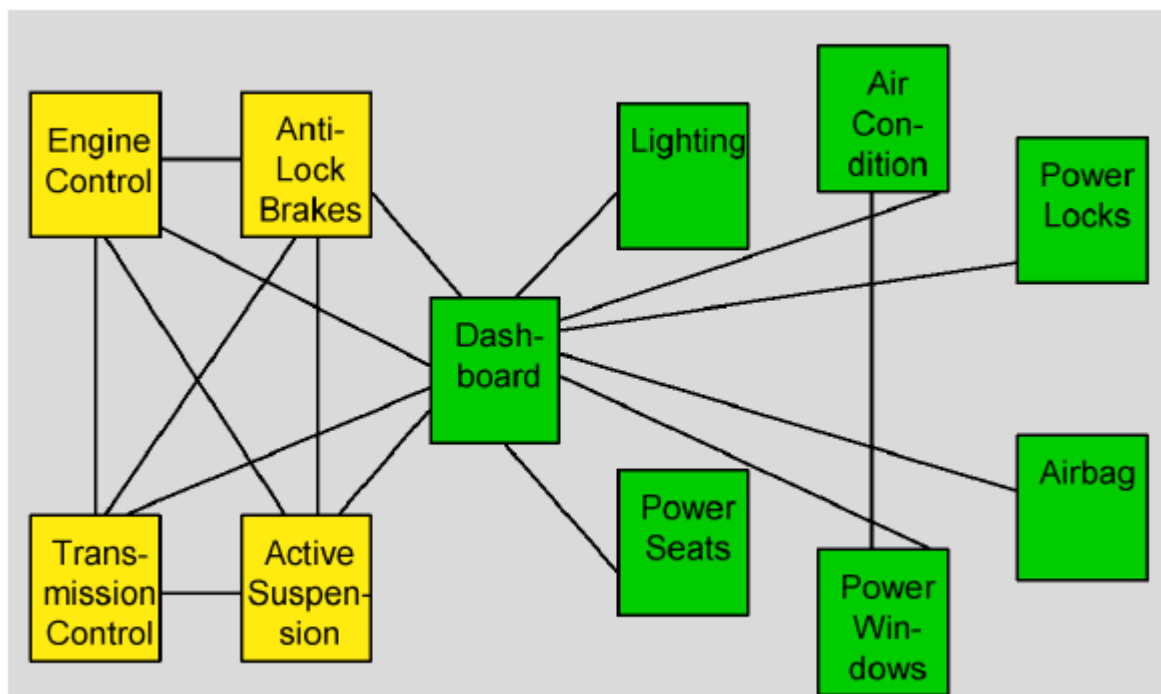 Engine
Control
Anti-
Lock
Brakes
Lighting
Air
Con-
dition
Power
Locks
Dash-
board
Trans-
mission
Control
Active
Suspen-
sion
Power
Seats
Power
Win-
dows
Airbag